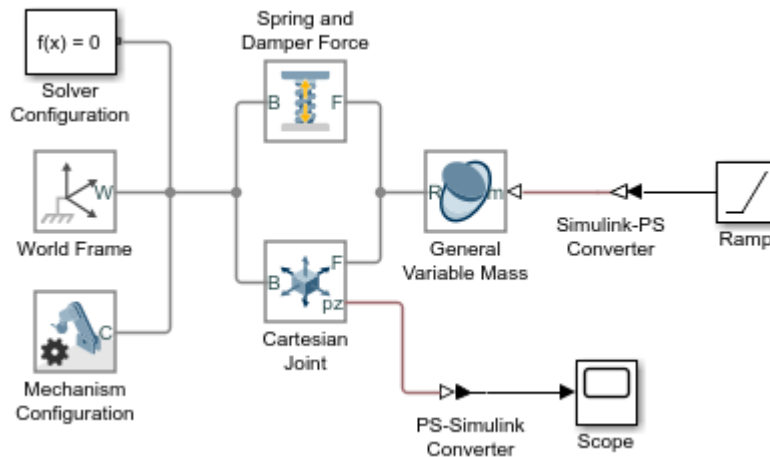 Spring and
Damper Force
f(x) = 0
Solver
Configuration
B
F
W
World Frame
R
m
General
Variable Mass
Simulink-PS
Converter
Ramp
B
F
pz
Cartesian
Joint
C
Mechanism
Configuration
PS-Simulink
Converter
Scope